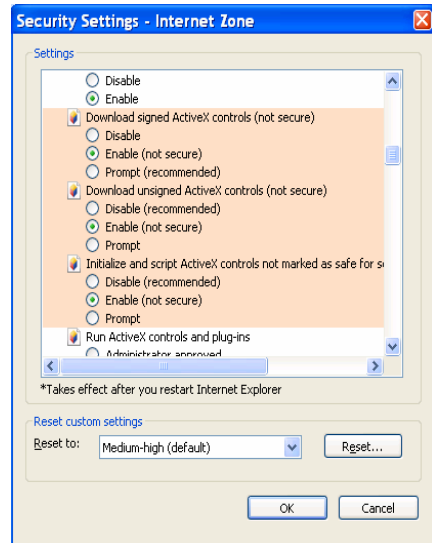 Security Settings - Internet Zone
Settings
Disable
Enable
Download signed ActiveX controls (not secure)
Disable
Enable (not secure)
Prompt (recommended)
Download unsigned ActiveX controls (not secure)
Disable (recommended)
Enable (not secure)
Prompt
Initialize and script ActiveX controls not marked as safe for s
Disable (recommended)
Enable (not secure)
Prompt
Run ActiveX controls and plug-ins
Administrator approved
*Takes effect after you restart Internet Explorer
Reset custom settings
Reset to:
Medium-high (default)
Reset...
OK
Cancel